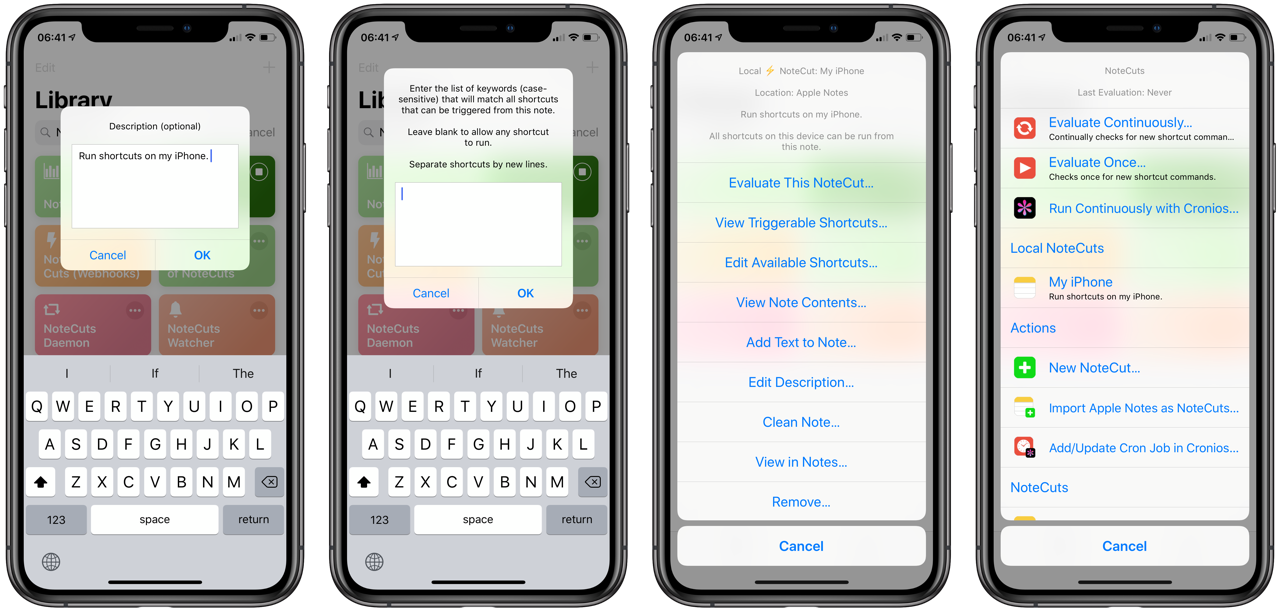 06:41
Edit
Library
Description (optional)
Run shortcuts on my iPhone.
Cancel
OK
Cuts (Webhooks)
of NoteCuts
NoteCuts
Daemon
NoteCuts
Watcher
I
If
The
Q W E R T Y U I O P
A S D F G H J K L
Z X C V B N M
123
space
return
06:41
Edit
Enter the list of keywords (case-
sensitive) that will match all shortcuts
that can be triggered from this note.
Leave blank to allow any shortcut
to run.
Separate shortcuts by new lines.
Cancel
OK
NoteCuts
Daemon
NoteCuts
Watcher
I
If
The
Q W E R T Y U I O P
A S D F G H J K L
Z X C V B N M
123
space
return
06:41
Local ⚡ NoteCut: My iPhone
Location: Apple Notes
Run shortcuts on my iPhone.
All shortcuts on this device can be run from
this note.
Evaluate This NoteCut...
View Triggerable Shortcuts...
Edit Available Shortcuts...
View Note Contents...
Add Text to Note...
Edit Description...
Clean Note...
View in Notes...
Remove...
Cancel
06:41
NoteCuts
Last Evaluation: Never
Evaluate Continuously...
Continually checks for new shortcut comman...
Evaluate Once...
Checks once for new shortcut commands.
Run Continuously with Cronios...
Local NoteCuts
My iPhone
Run shortcuts on my iPhone.
Actions
New NoteCut...
Import Apple Notes as NoteCuts...
Add/Update Cron Job in Cronios...
NoteCuts
Cancel